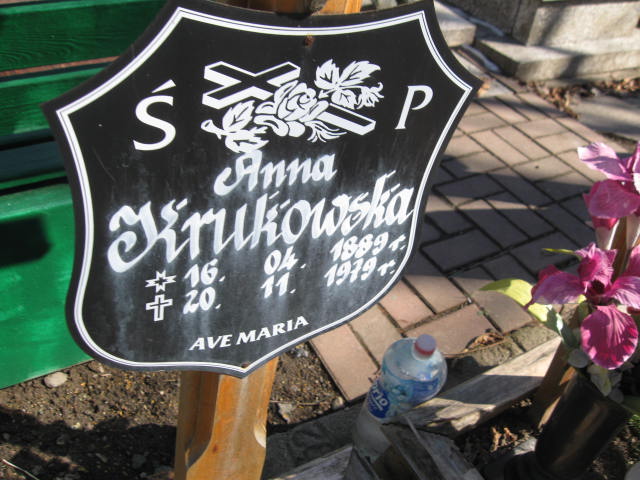 Ś P
Anna
Krukowska
16. 04. 1889 r.
20. 11. 1979 r.
AVE MARIA